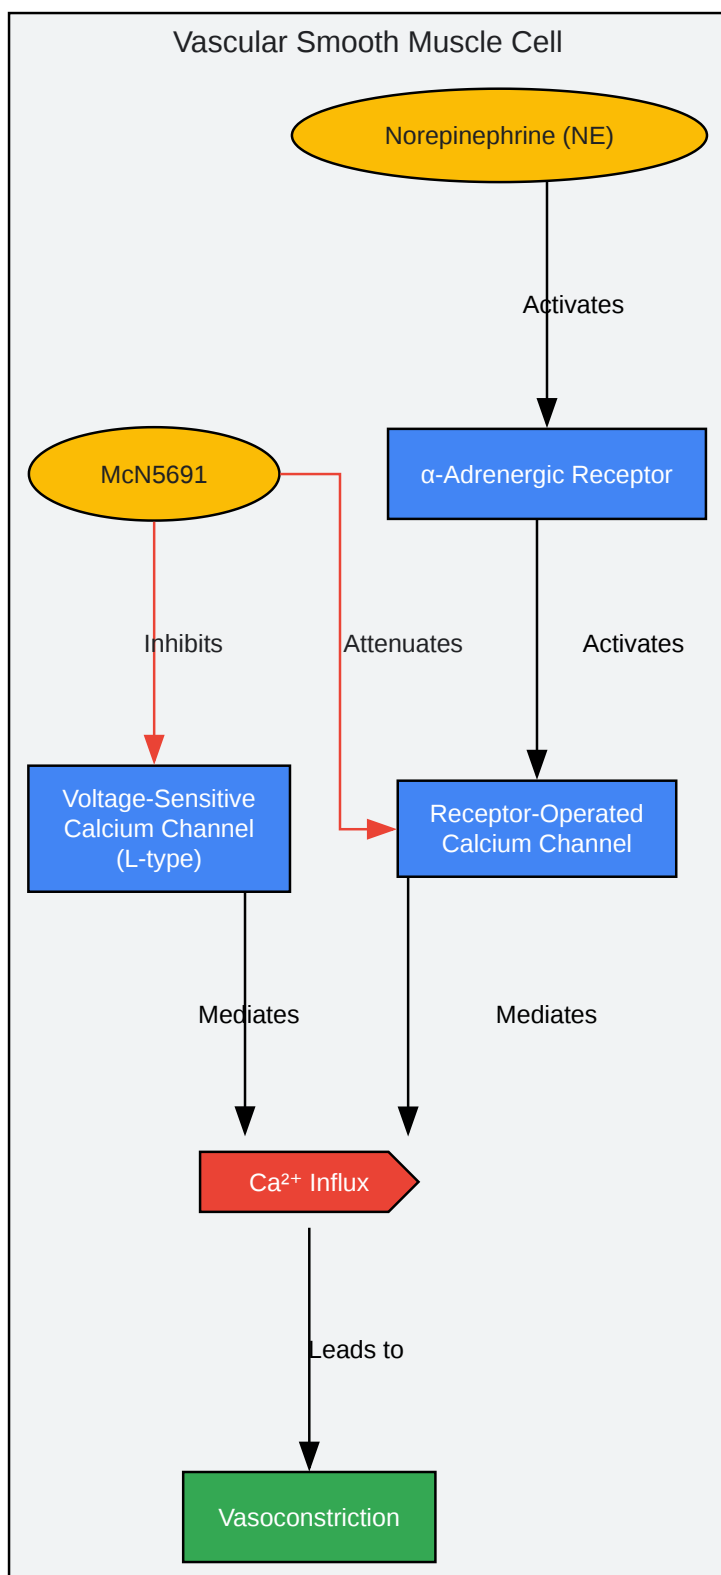 Vascular Smooth Muscle Cell
Norepinephrine (NE)
Activates
McN5691
α-Adrenergic Receptor
Inhibits
Attenuates
Activates
Voltage-Sensitive
Calcium Channel
(L-type)
Receptor-Operated
Calcium Channel
Mediates
Mediates
Ca²⁺ Influx
Leads to
Vasoconstriction